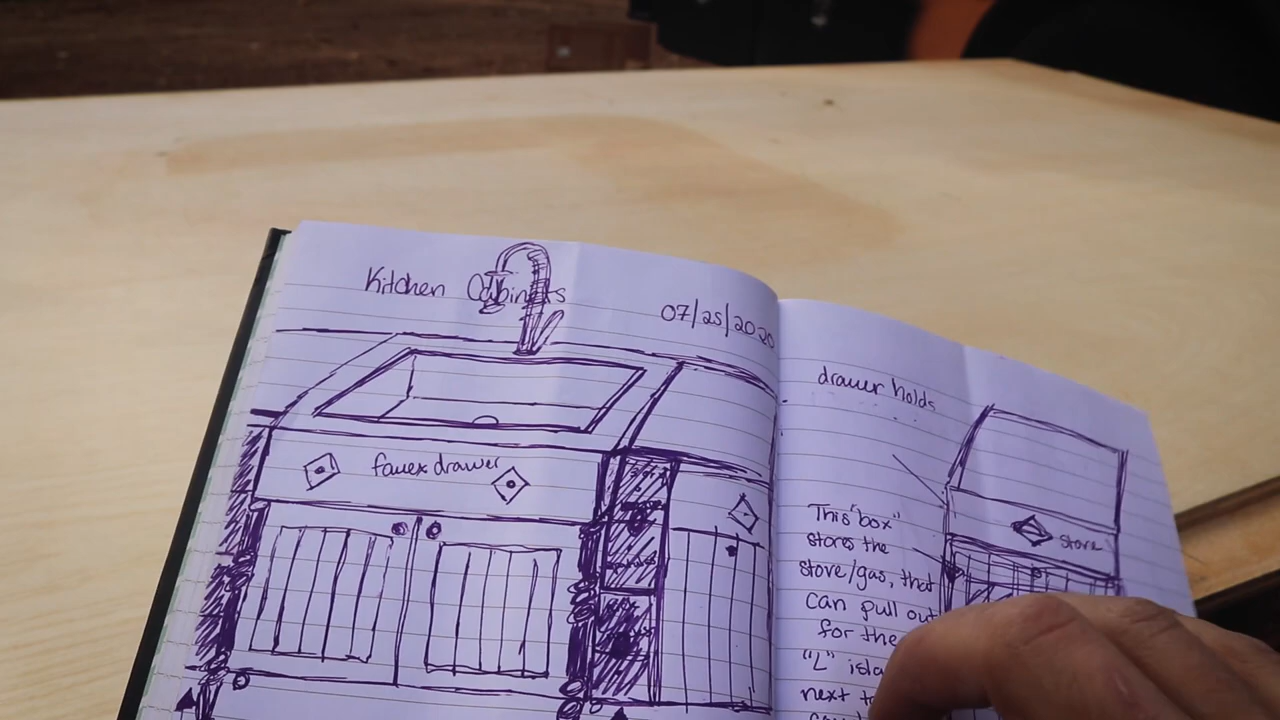 Kitchen Cabinets
07/25/2020
fauex drawer
drawer holds
This "box"
stores the
stove/gas, that
can pull out
for the
"L" isla
next to
stove